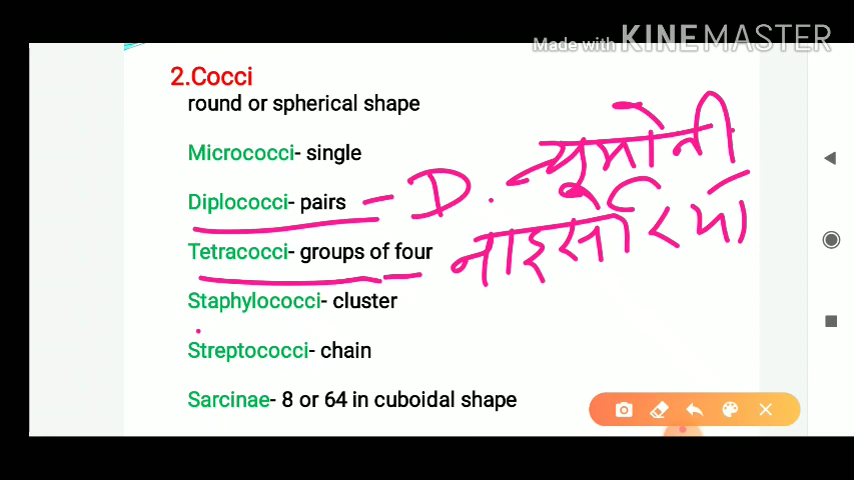 Made with KINEMASTER
2.Cocci
round or spherical shape
Micrococci- single
Diplococci- pairs – D. न्यूमोनी
Tetracocci- groups of four – नाइसेरिया
Staphylococci- cluster
Streptococci- chain
Sarcinae- 8 or 64 in cuboidal shape